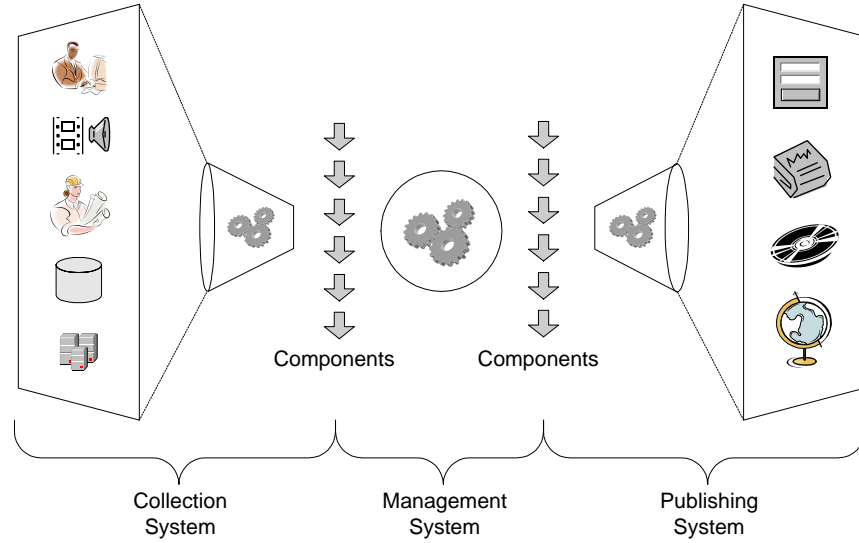 Components
Components
Collection
System
Management
System
Publishing
System